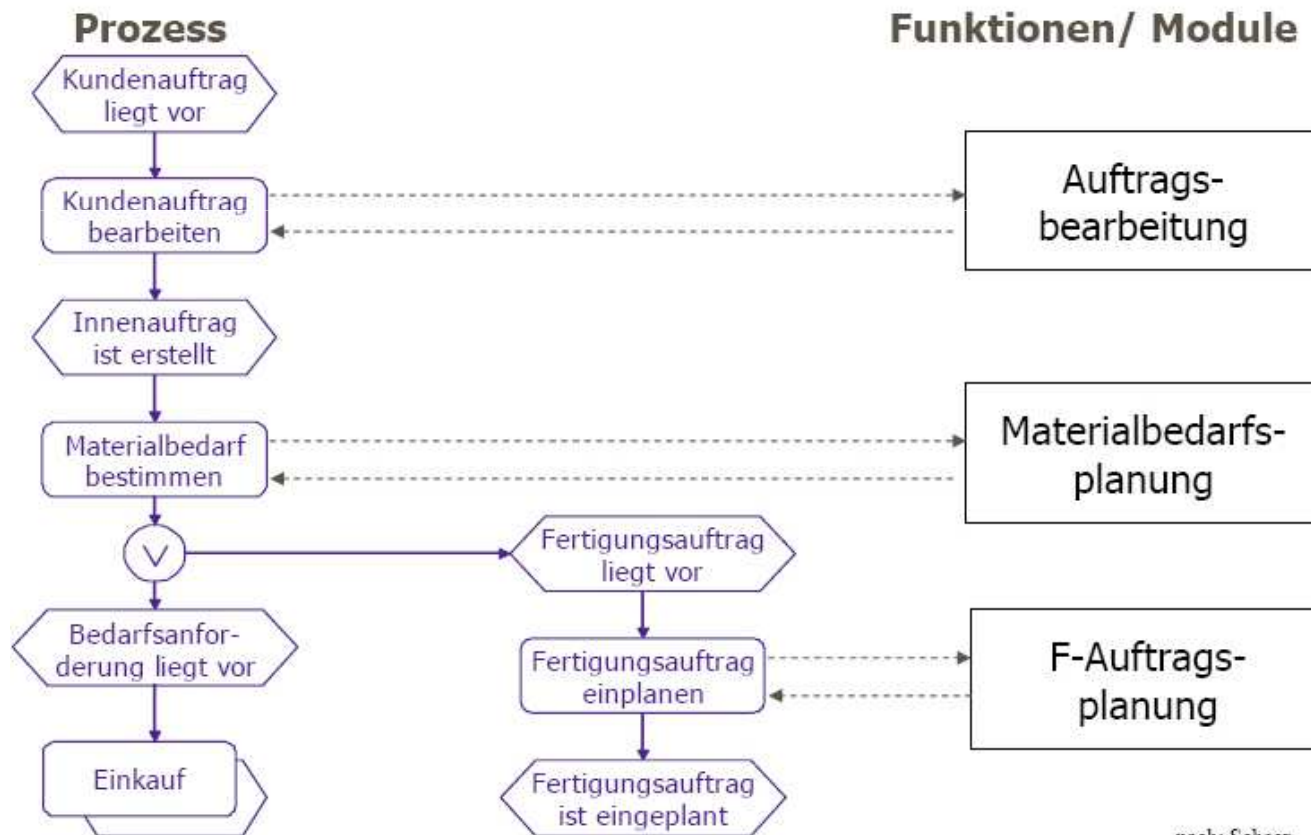 Prozess
Funktionen/ Module
Kundenauftrag
liegt vor
Kundenauftrag
bearbeiten
Auftrags-
bearbeitung
Innenauftrag
ist erstellt
Materialbedarf
bestimmen
Materialbedarfs-
planung
V
Fertigungsauftrag
liegt vor
Bedarfsanfor-
derung liegt vor
Fertigungsauftrag
einplanen
F-Auftrags-
planung
Einkauf
Fertigungsauftrag
ist eingeplant